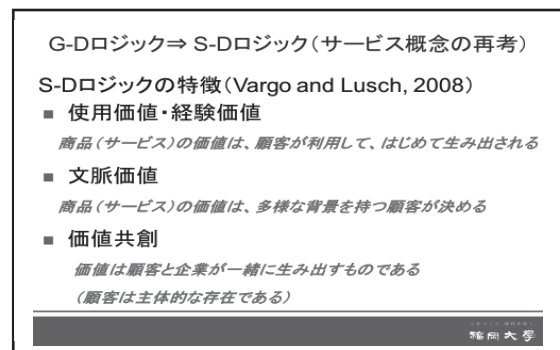 G-Dロジック⇒ S-Dロジック（サービス概念の再考）
S-Dロジックの特徴（Vargo and Lusch, 2008）
■ 使用価値・経験価値
商品（サービス）の価値は、顧客が利用して、はじめて生み出される
■ 文脈価値
商品（サービス）の価値は、多様な背景を持つ顧客が決める
■ 価値共創
価値は顧客と企業が一緒に生み出すものである
（顧客は主体的な存在である）
福岡大學